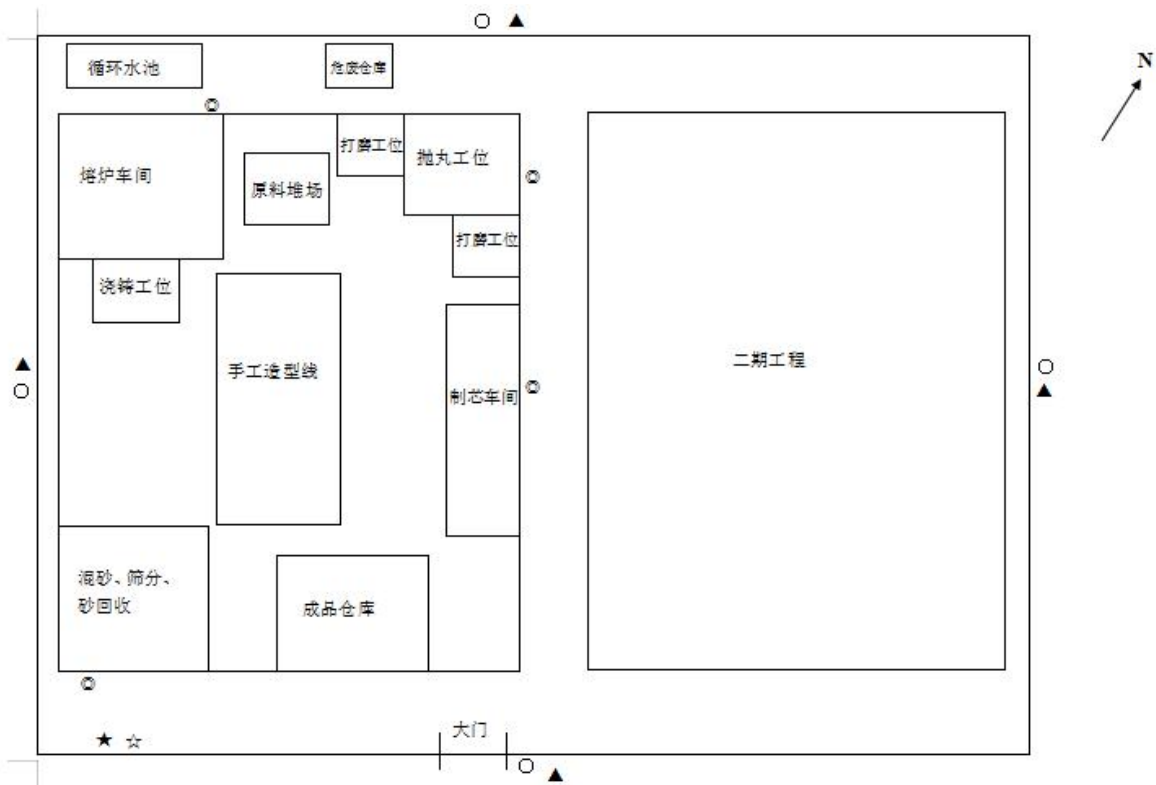 N
循环水池
危废仓库
打磨工位
抛丸工位
熔炉车间
原料堆场
打磨工位
浇铸工位
手工造型线
二期工程
制芯车间
混砂、筛分、
砂回收
成品仓库
大门